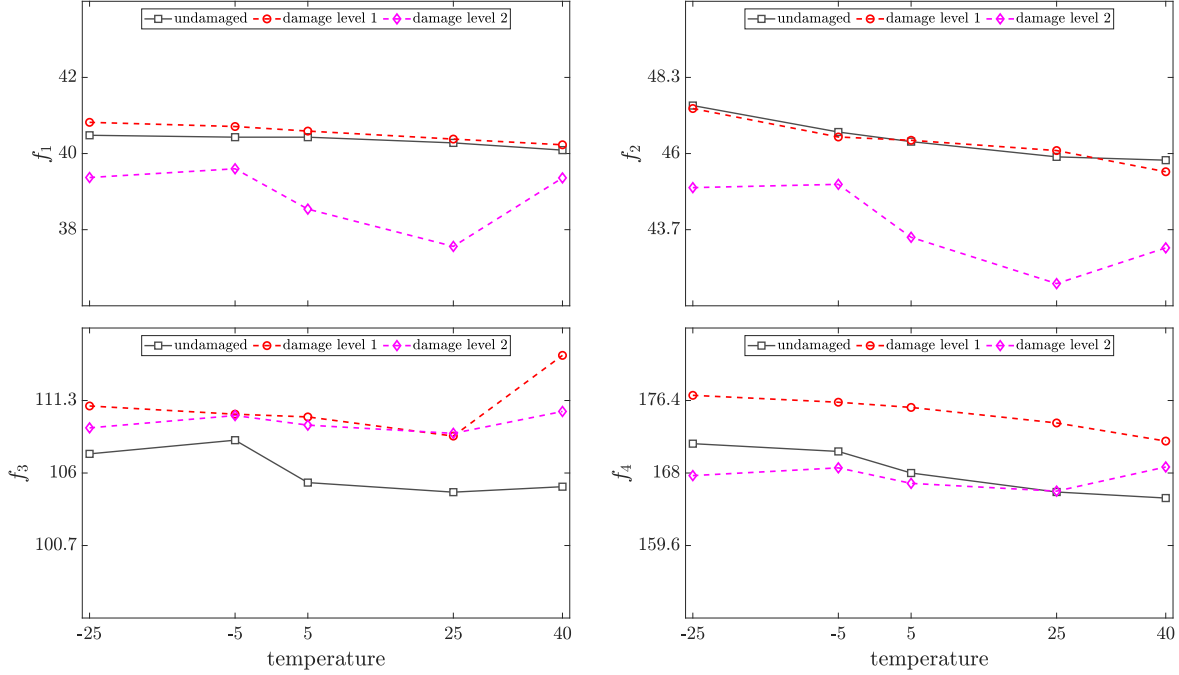 undamaged damage level 1 damage level 2
42
40
38
f1
undamaged damage level 1 damage level 2
48.3
46
43.7
f2
undamaged damage level 1 damage level 2
111.3
106
100.7
f3
-25 -5 5 25 40
temperature
undamaged damage level 1 damage level 2
176.4
168
159.6
f4
-25 -5 5 25 40
temperature